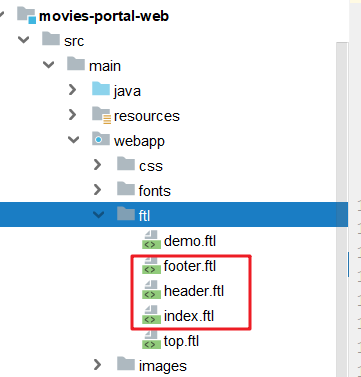 movies-portal-web
src
main
java
resources
webapp
css
fonts
ftl
demo.ftl
footer.ftl
header.ftl
index.ftl
top.ftl
images